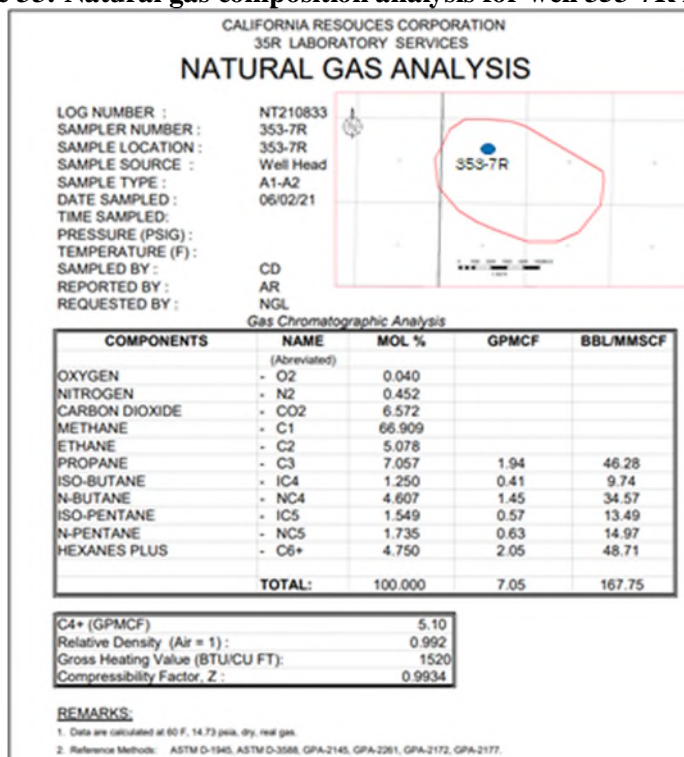 CALIFORNIA RESOUCES CORPORATION
35R LABORATORY SERVICES
NATURAL GAS ANALYSIS
LOG NUMBER : NT210833
SAMPLER NUMBER : 353-7R
SAMPLE LOCATION : 353-7R
SAMPLE SOURCE : Well Head
SAMPLE TYPE : A1-A2
DATE SAMPLED : 06/02/21
TIME SAMPLED:
PRESSURE (PSIG) :
TEMPERATURE (F) :
SAMPLED BY : CD
REPORTED BY : AR
REQUESTED BY : NGL
353-7R
Gas Chromatographic Analysis
COMPONENTS NAME MOL % GPMCF BBL/MMSCF
(Abreviated)
OXYGEN - O2 0.040
NITROGEN - N2 0.452
CARBON DIOXIDE - CO2 6.572
METHANE - C1 66.909
ETHANE - C2 5.078
PROPANE - C3 7.057 1.94 46.28
ISO-BUTANE - IC4 1.250 0.41 9.74
N-BUTANE - NC4 4.607 1.45 34.57
ISO-PENTANE - IC5 1.549 0.57 13.49
N-PENTANE - NC5 1.735 0.63 14.97
HEXANES PLUS - C6+ 4.750 2.05 48.71
TOTAL: 100.000 7.05 167.75
C4+ (GPMCF) 5.10
Relative Density (Air = 1) : 0.992
Gross Heating Value (BTU/CU FT): 1520
Compressibility Factor, Z : 0.9934
REMARKS:
1. Data are calculated at 60 F, 14.73 psia, dry, real gas.
2. Reference Methods: ASTM D-1945, ASTM D-3588, GPA-2145, GPA-2261, GPA-2172, GPA-2177.